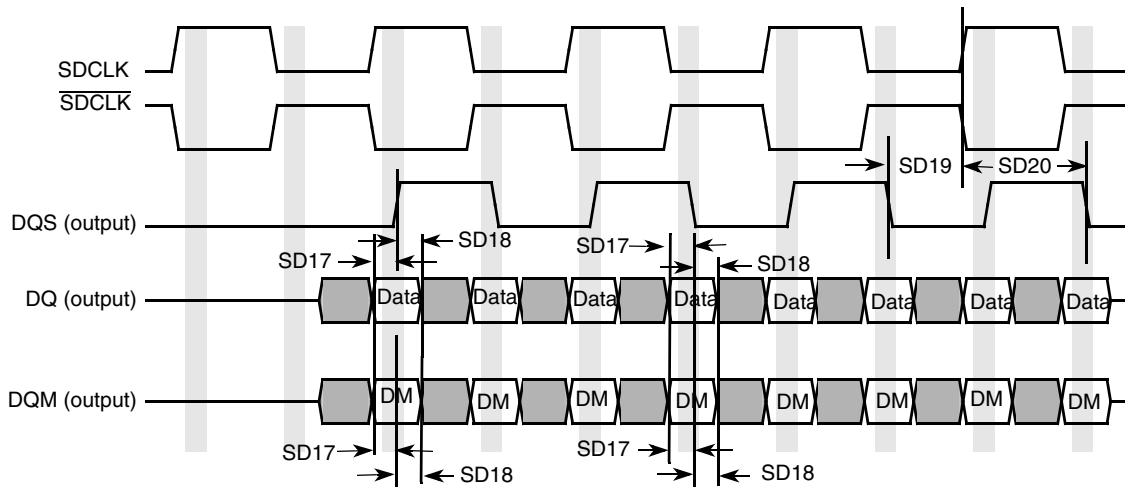 SDCLK
SDCLK
SD19 SD20
DQS (output)
SD18 SD17
SD17 SD18
DQ (output) Data Data Data Data Data Data Data Data
DQM (output) DM DM DM DM DM DM DM DM
SD17 SD17
SD18 SD18